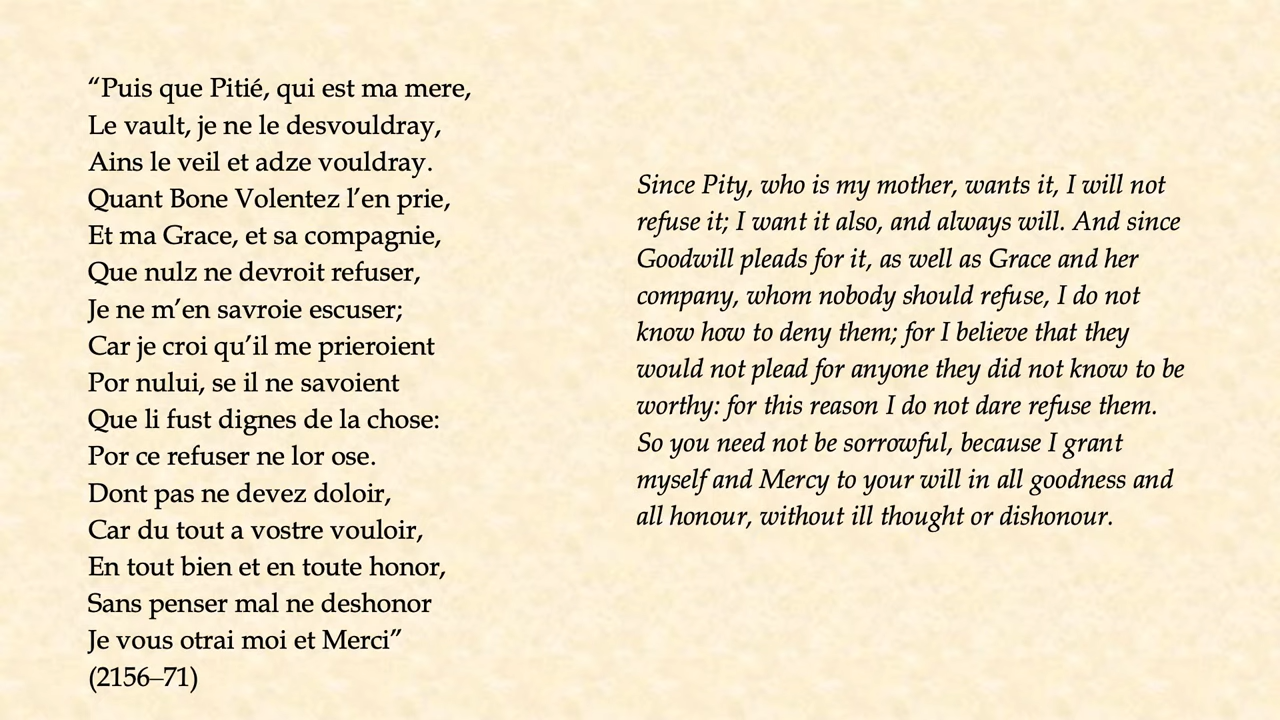 “Puis que Pitié, qui est ma mere,
Le vault, je ne le desvouldray,
Ains le veil et adze vouldray.
Quant Bone Volentez l’en prie,
Et ma Grace, et sa compagnie,
Que nulz ne devroit refuser,
Je ne m’en savroie escuser;
Car je croi qu’il me prieroient
Por nului, se il ne savoient
Que li fust dignes de la chose:
Por ce refuser ne lor ose.
Dont pas ne devez doloir,
Car du tout a vostre vouloir,
En tout bien et en toute honor,
Sans penser mal ne deshonor
Je vous otrai moi et Merci”
(2156–71)
Since Pity, who is my mother, wants it, I will not
refuse it; I want it also, and always will. And since
Goodwill pleads for it, as well as Grace and her
company, whom nobody should refuse, I do not
know how to deny them; for I believe that they
would not plead for anyone they did not know to be
worthy: for this reason I do not dare refuse them.
So you need not be sorrowful, because I grant
myself and Mercy to your will in all goodness and
all honour, without ill thought or dishonour.